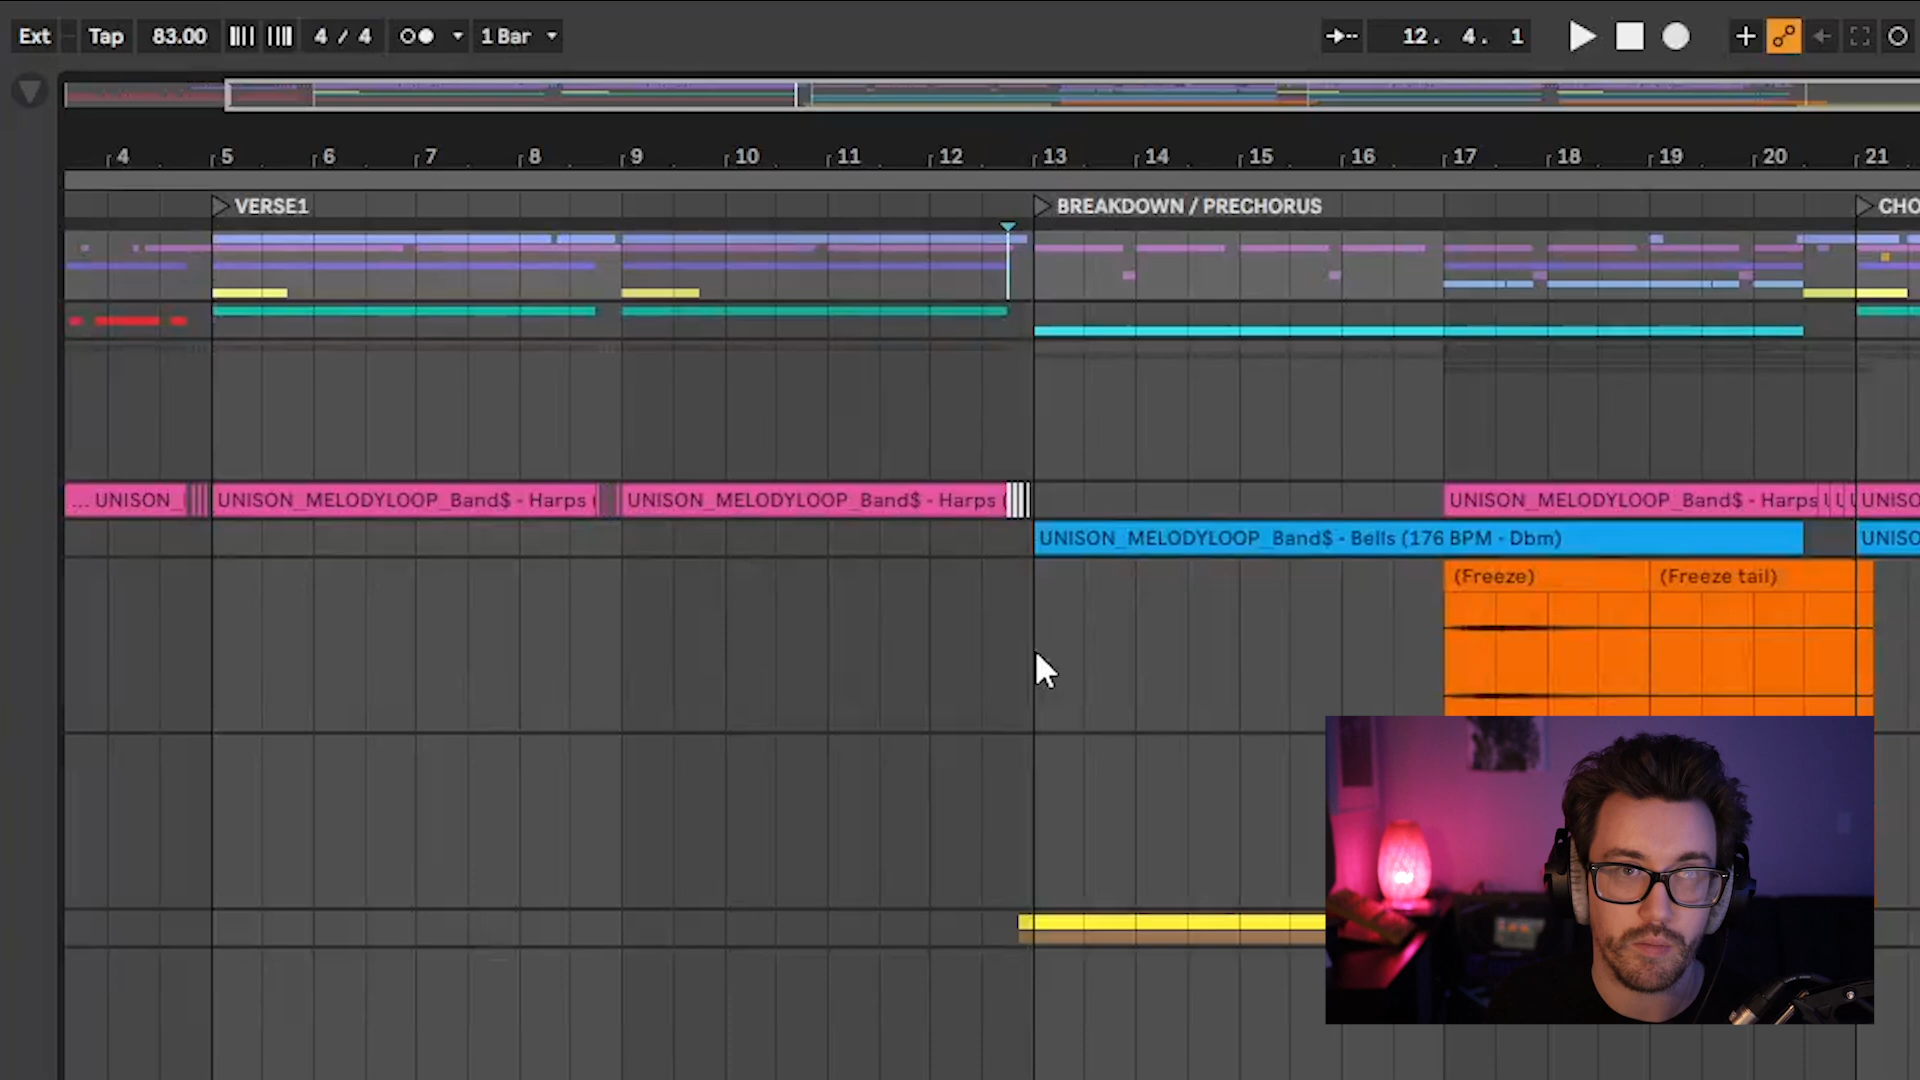 Ext Tap 83.00 4 / 4 1 Bar 12. 4. 1
4 5 6 7 8 9 10 11 12 13 14 15 16 17 18 19 20 21
VERSE1 BREAKDOWN / PRECHORUS CHO
... UNISON_ UNISON_MELODYLOOP_Band$ - Harps ( UNISON_MELODYLOOP_Band$ - Harps ( UNISON_MELODYLOOP_Band$ - Harps UNISO
UNISON_MELODYLOOP_Band$ - Bells (176 BPM - Dbm) UNISO
(Freeze) (Freeze tail)